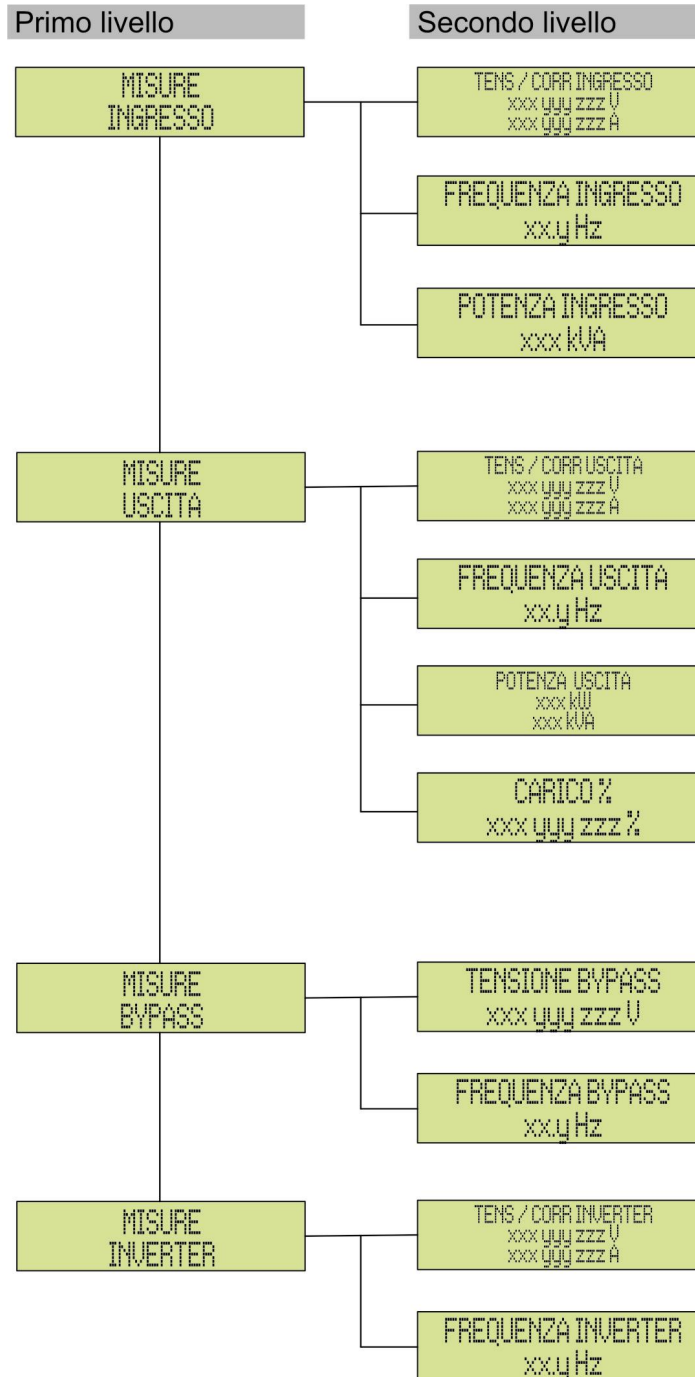 Primo livello
Secondo livello
MISURE
INGRESSO
TENS / CORR INGRESSO
xxx yyy zzz V
xxx yyy zzz A
FREQUENZA INGRESSO
xx.y Hz
POTENZA INGRESSO
xxx kVA
MISURE
USCITA
TENS / CORR USCITA
xxx yyy zzz V
xxx yyy zzz A
FREQUENZA USCITA
xx.y Hz
POTENZA USCITA
xxx kW
xxx kVA
CARICO %
xxx yyy zzz %
MISURE
BYPASS
TENSIONE BYPASS
xxx yyy zzz V
FREQUENZA BYPASS
xx.y Hz
MISURE
INVERTER
TENS / CORR INVERTER
xxx yyy zzz V
xxx yyy zzz A
FREQUENZA INVERTER
xx.y Hz